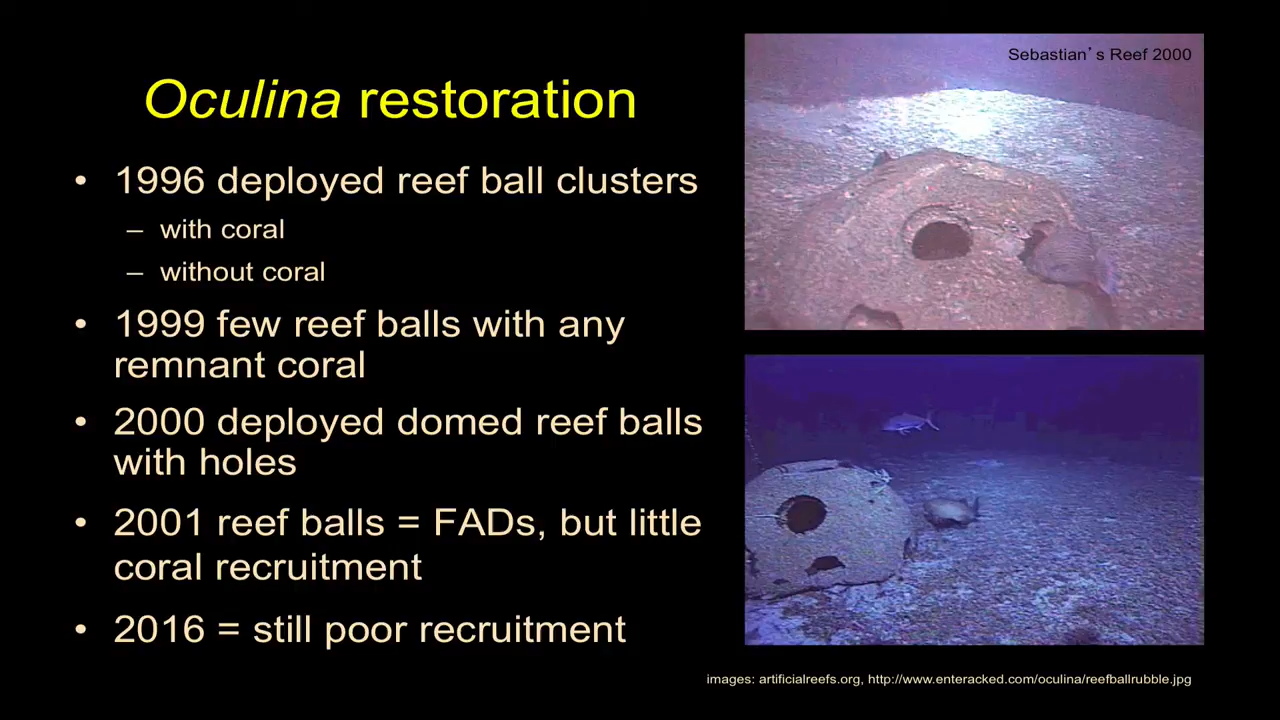 Oculina restoration
• 1996 deployed reef ball clusters
– with coral
– without coral
• 1999 few reef balls with any
remnant coral
• 2000 deployed domed reef balls
with holes
• 2001 reef balls = FADs, but little
coral recruitment
• 2016 = still poor recruitment
Sebastian's Reef 2000
images: artificialreefs.org, http://www.enteracked.com/oculina/reefballrubble.jpg